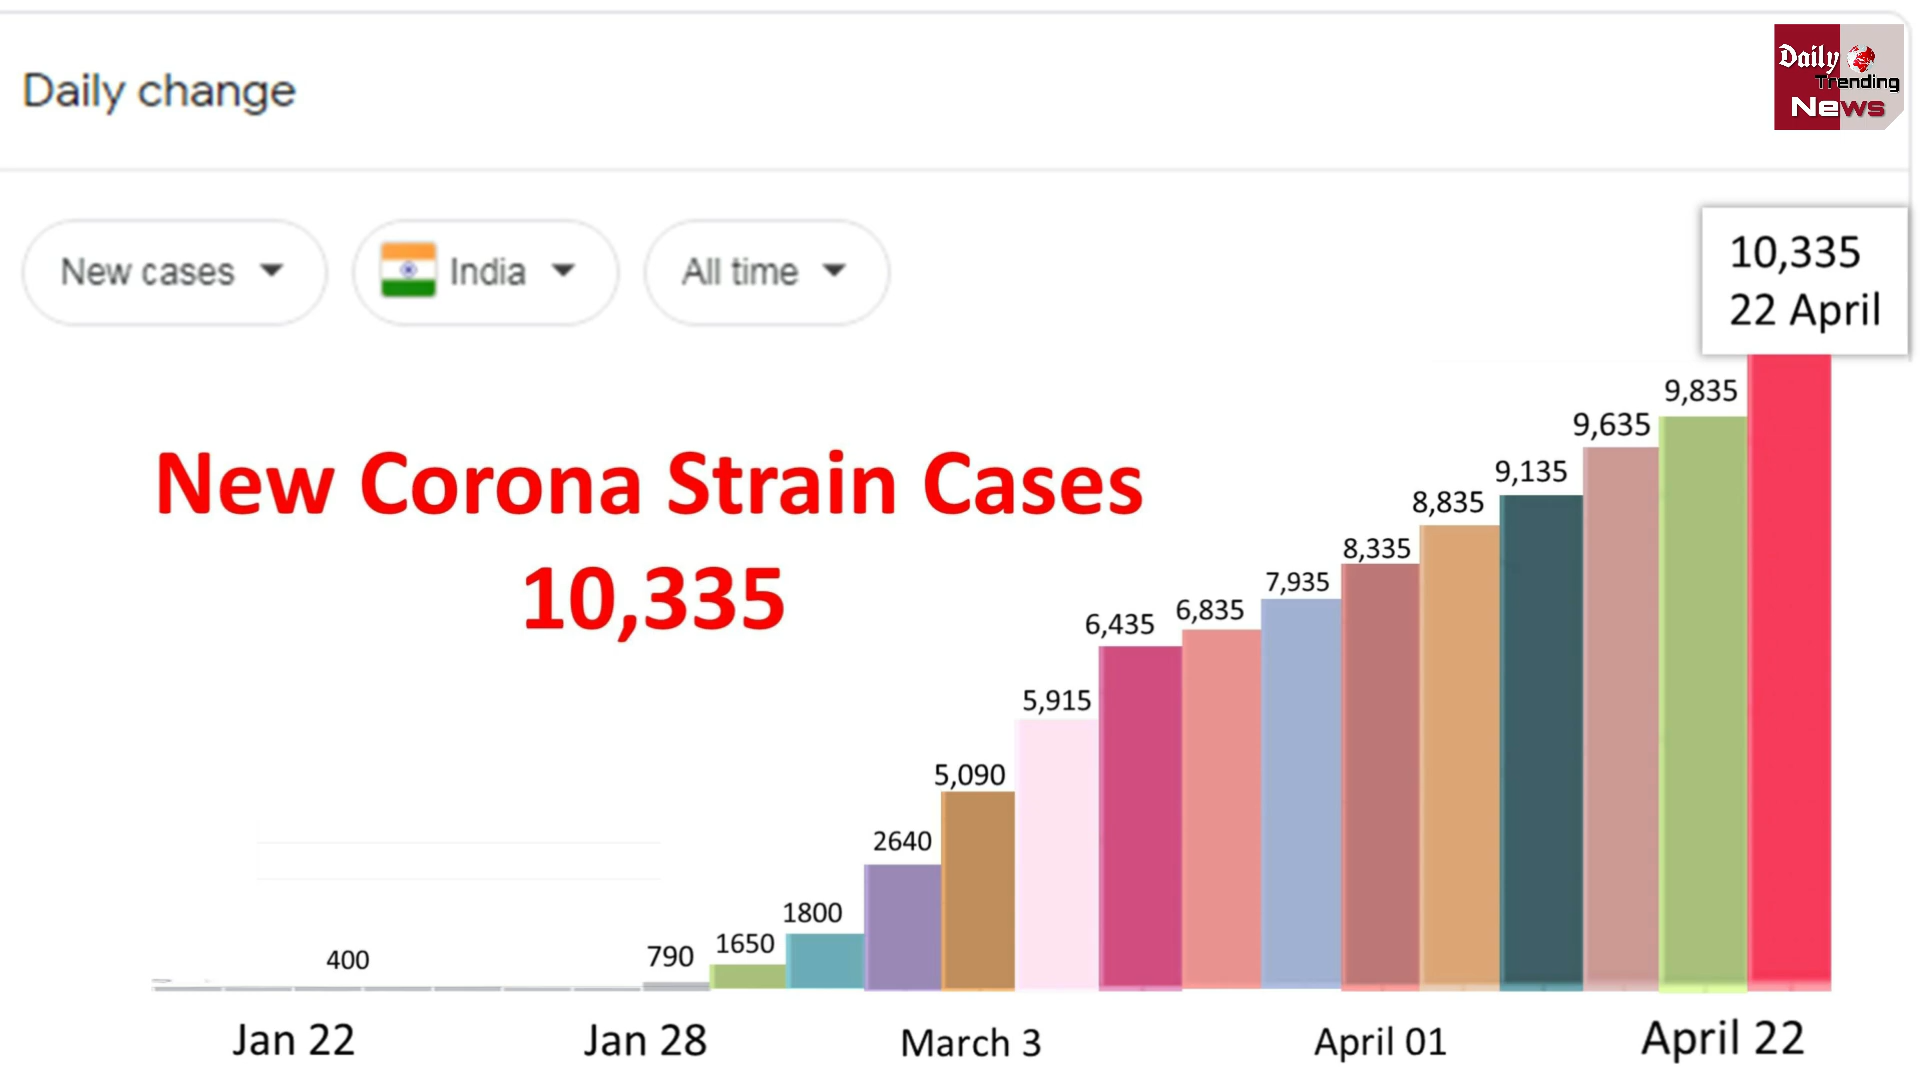 Daily change
Daily
Trending
News
New cases
India
All time
10,335
22 April
New Corona Strain Cases
10,335
400
790
1650
1800
2640
5,090
5,915
6,435
6,835
7,935
8,335
8,835
9,135
9,635
9,835
Jan 22
Jan 28
March 3
April 01
April 22